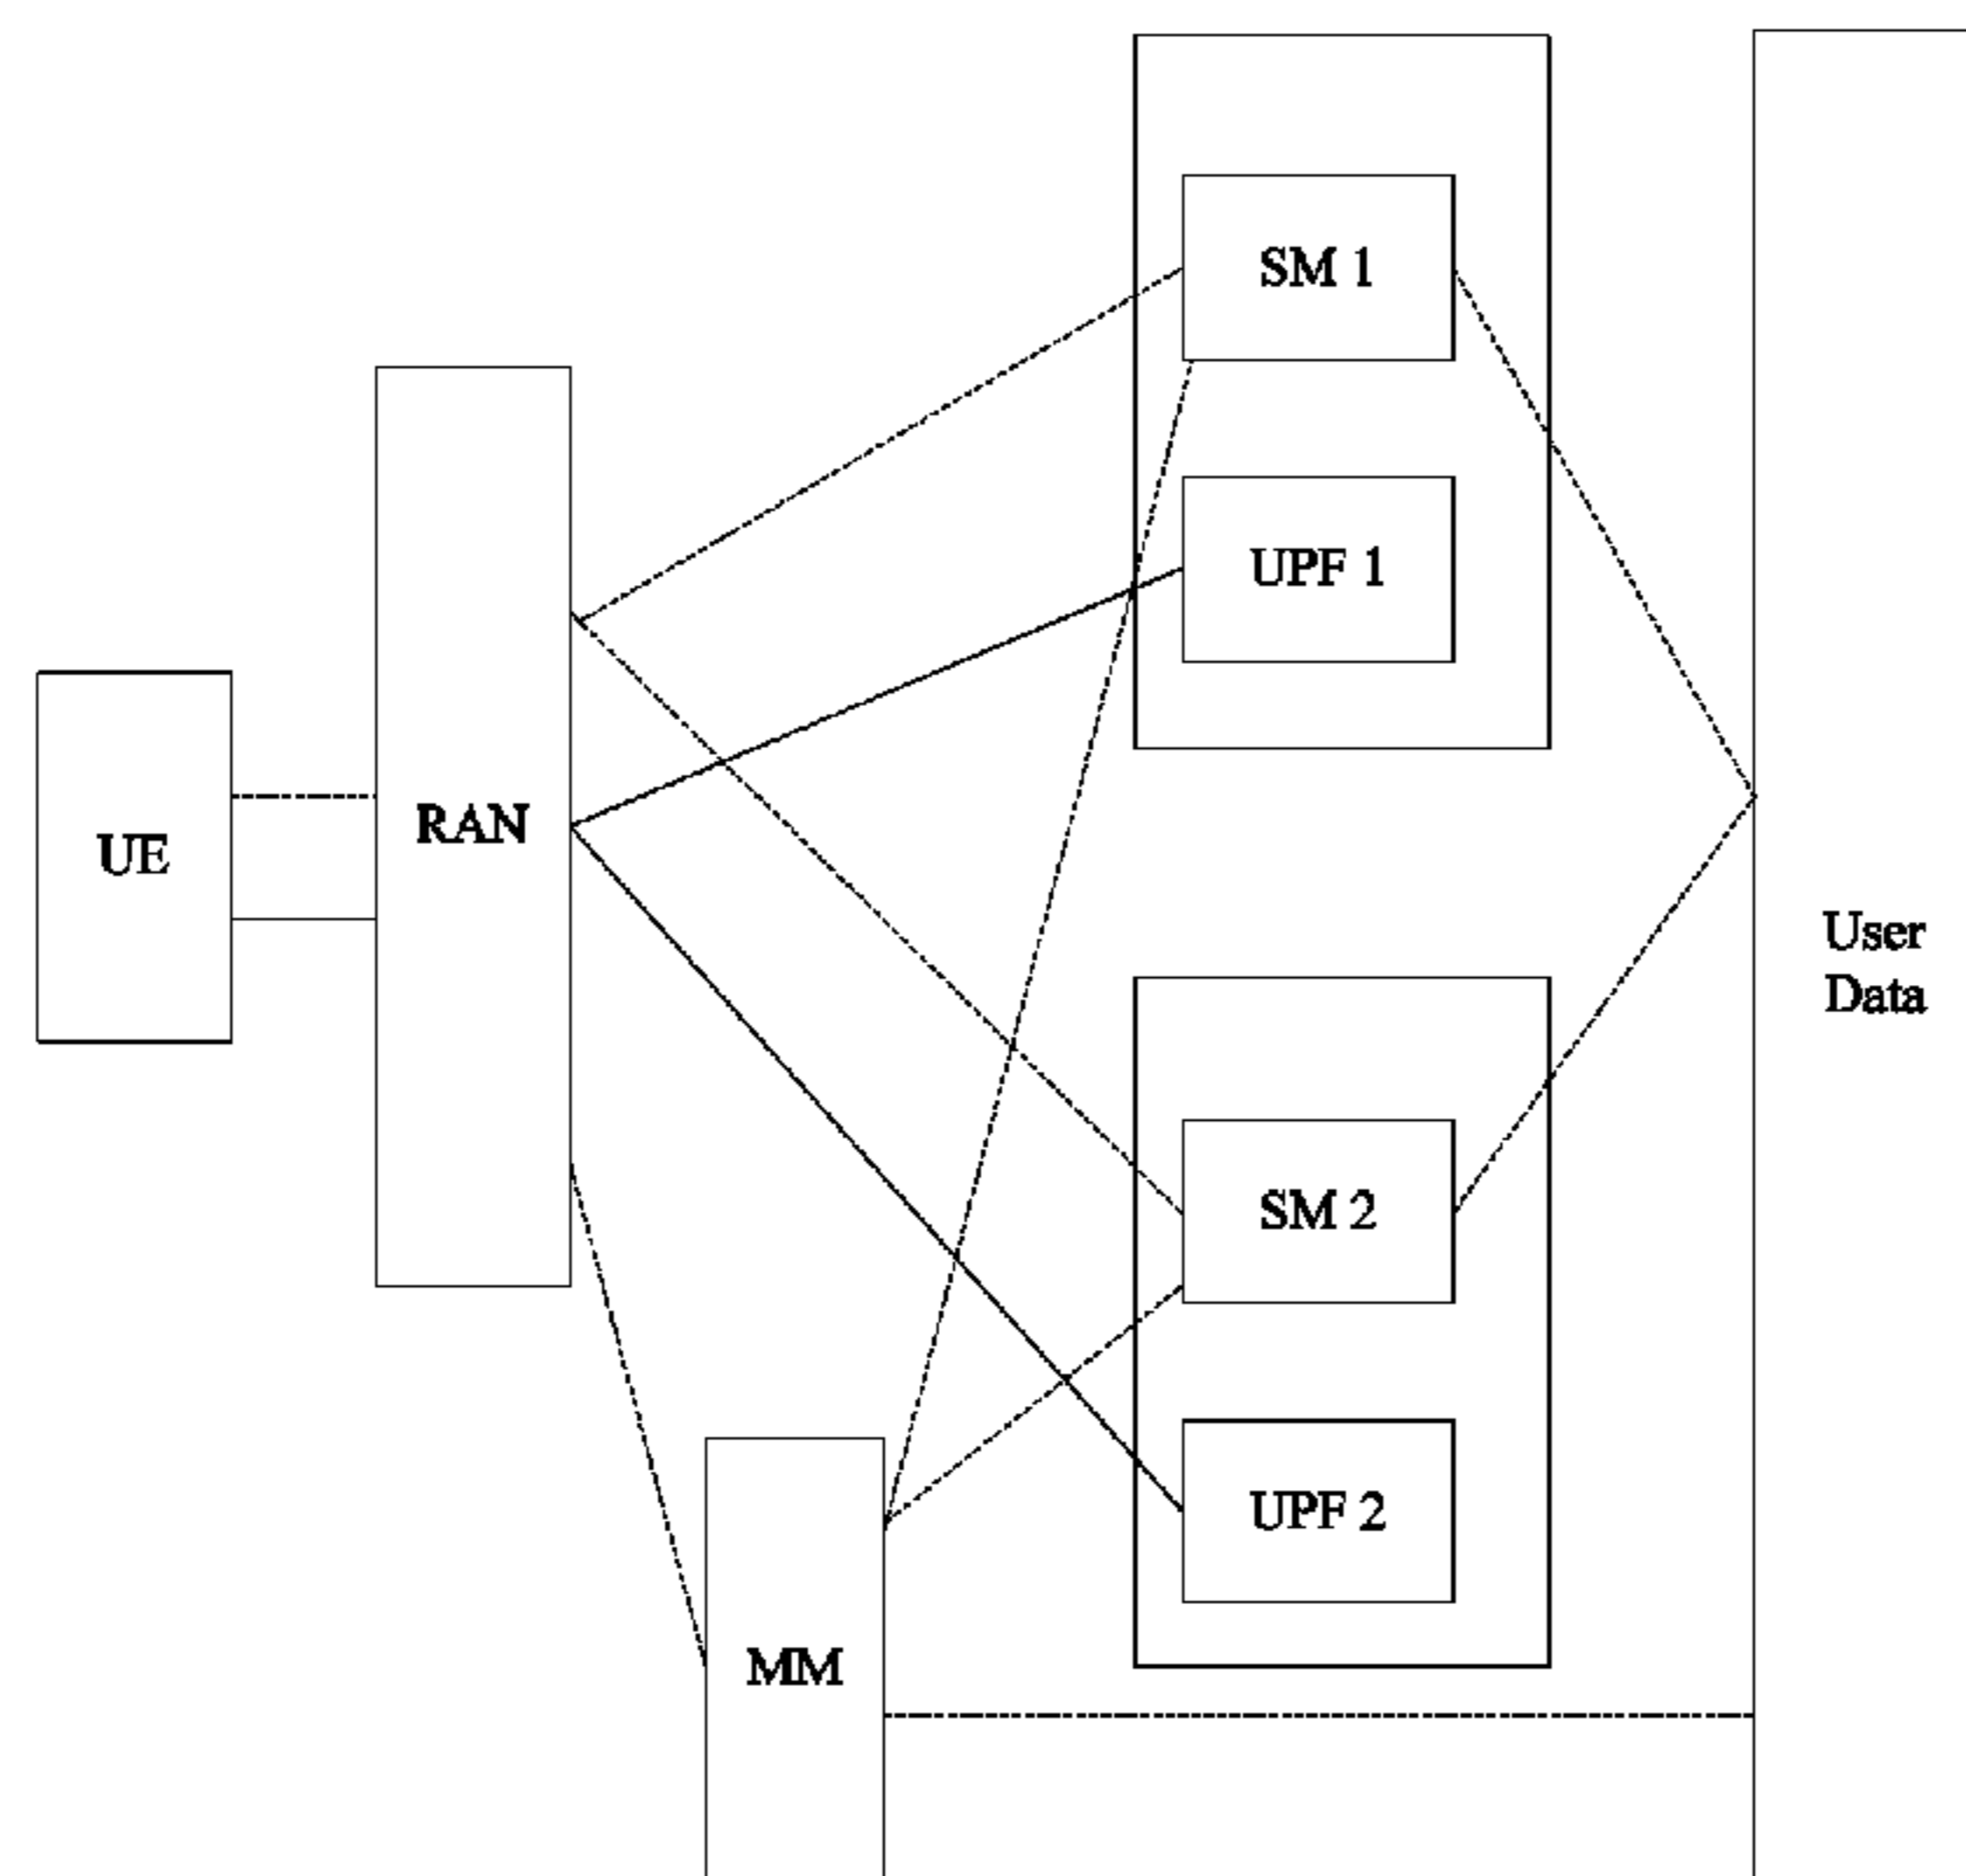 SM 1
UPF 1
RAN
UE
User
Data
SM 2
UPF 2
MM